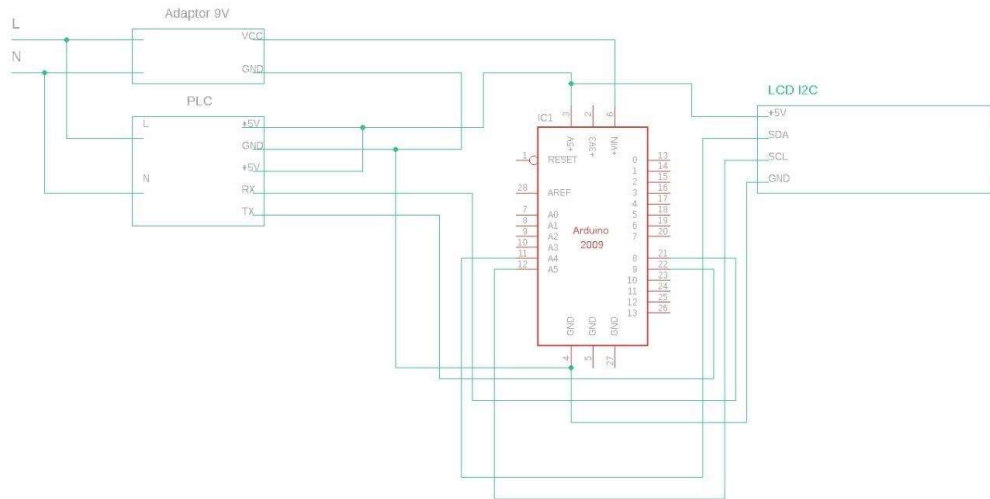 Adaptor 9V
L
N
VCC
GND
PLC
L
N
+5V
GND
+5V
RX
TX
IC1
3
2
6
+5V
+3V3
+VIN
1
RESET
28
AREF
7
A0
8
A1
9
A2
10
A3
11
A4
12
A5
Arduino
2009
0
13
1
14
2
15
3
16
4
17
5
18
6
19
7
20
8
21
9
22
10
23
11
24
12
25
13
26
GND
GND
GND
4
5
27
LCD I2C
+5V
SDA
SCL
GND